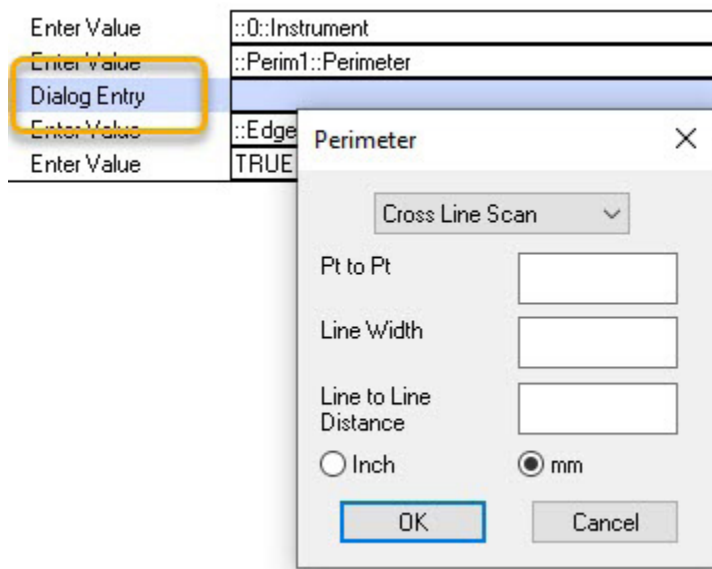 Enter Value ::0::Instrument
Enter Value ::Perim1::Perimeter
Dialog Entry
Enter Value ::Edge
Enter Value TRUE
Perimeter
Cross Line Scan
Pt to Pt
Line Width
Line to Line
Distance
Inch mm
OK Cancel